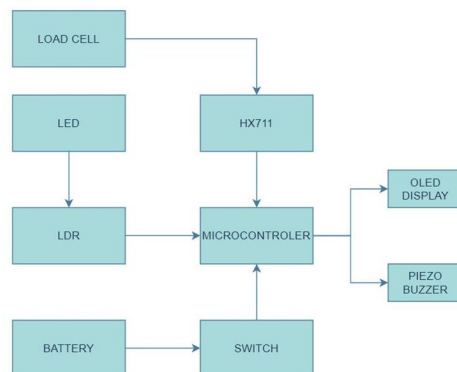 LOAD CELL
LED
HX711
OLED
DISPLAY
LDR
MICROCONTROLER
PIEZO
BUZZER
BATTERY
SWITCH